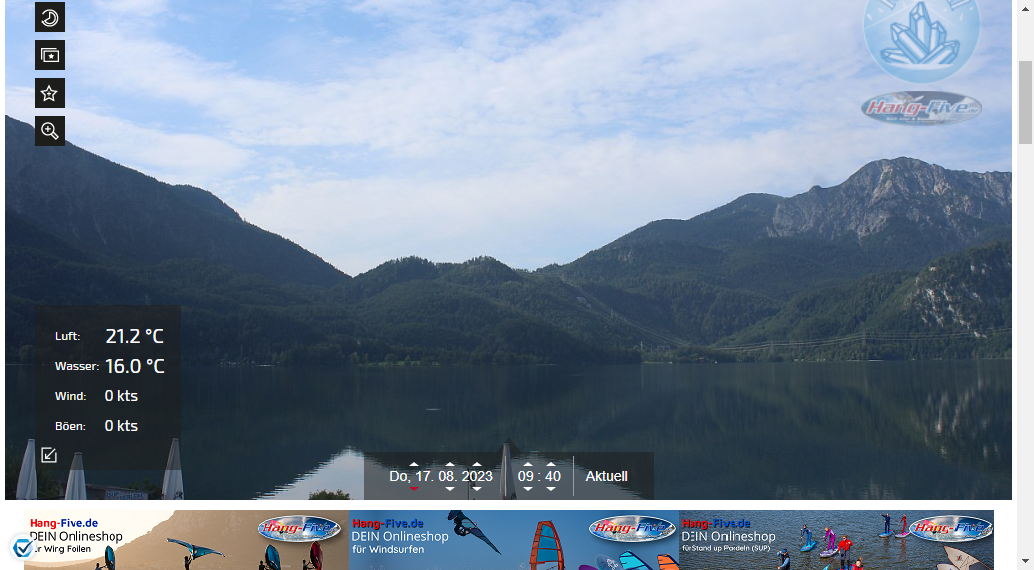 Hang-Five
Luft: 21.2 °C
Wasser: 16.0 °C
Wind: 0 kts
Böen: 0 kts
Do, 17. 08. 2023 09 : 40 Aktuell
Hang-Five.de
DEIN Onlineshop
für Wing Foilen
Hang-Five
Hang-Five.de
DEIN Onlineshop
für Windsurfen
Hang-Five
Hang-Five.de
DEIN Onlineshop
für Stand up Paddeln (SUP)
Hang-Five